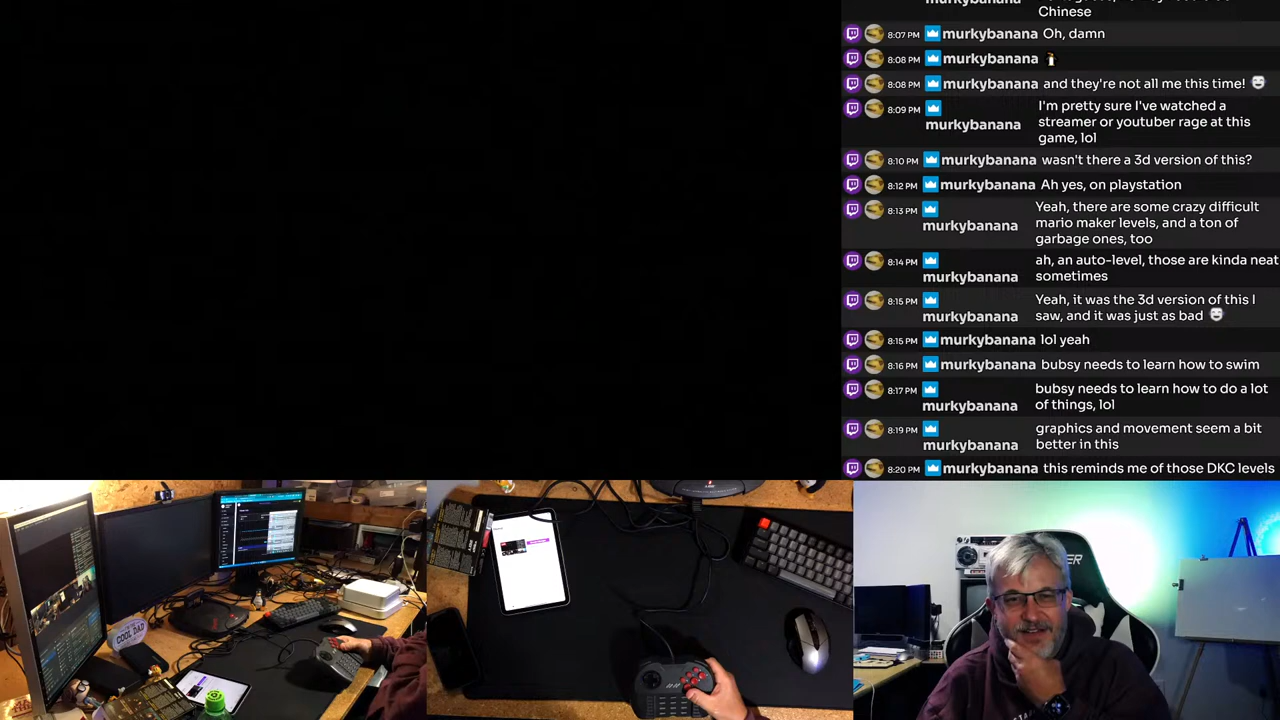 Chinese
8:07 PM murkybanana Oh, damn
8:08 PM murkybanana
8:08 PM murkybanana and they're not all me this time!
8:09 PM murkybanana I'm pretty sure I've watched a
streamer or youtuber rage at this
game, lol
8:10 PM murkybanana wasn't there a 3d version of this?
8:12 PM murkybanana Ah yes, on playstation
8:13 PM murkybanana Yeah, there are some crazy difficult
mario maker levels, and a ton of
garbage ones, too
8:14 PM murkybanana ah, an auto-level, those are kinda neat
sometimes
8:15 PM murkybanana Yeah, it was the 3d version of this I
saw, and it was just as bad
8:15 PM murkybanana lol yeah
8:16 PM murkybanana bubsy needs to learn how to swim
8:17 PM murkybanana bubsy needs to learn how to do a lot
of things, lol
8:19 PM murkybanana graphics and movement seem a bit
better in this
8:20 PM murkybanana this reminds me of those DKC levels
COOL DAD